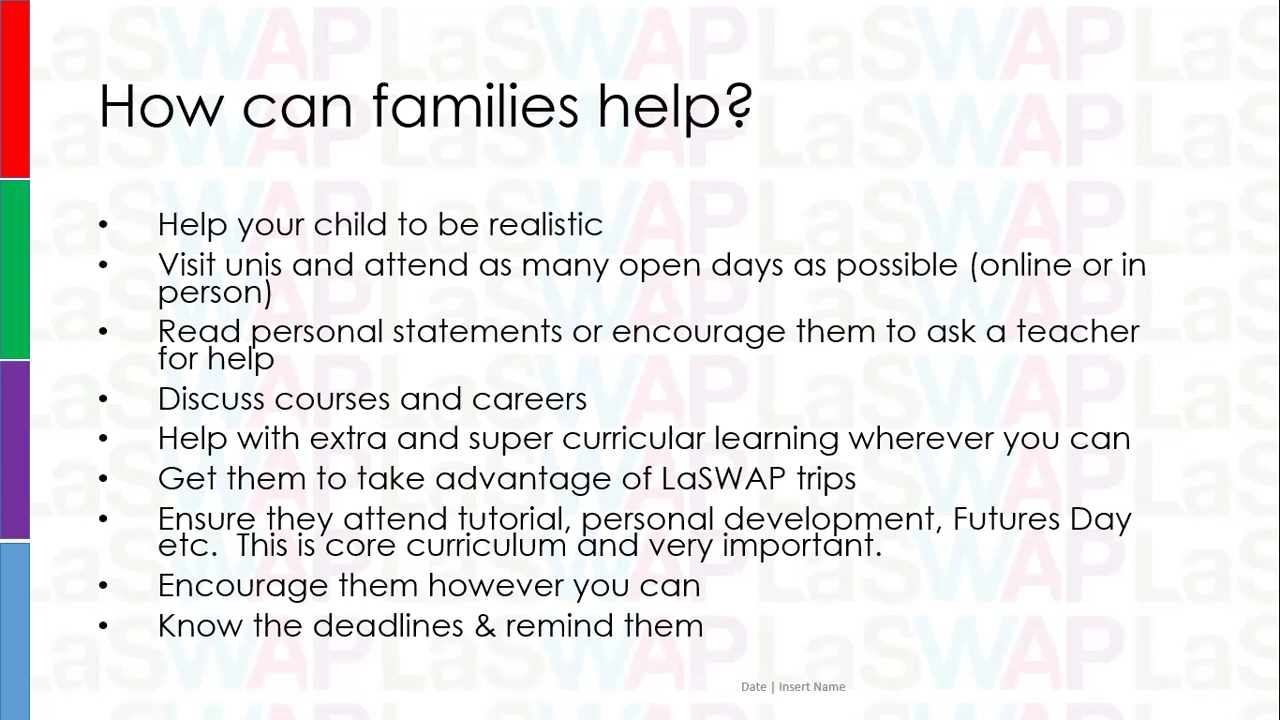 How can families help?
• Help your child to be realistic
• Visit unis and attend as many open days as possible (online or in
person)
• Read personal statements or encourage them to ask a teacher
for help
• Discuss courses and careers
• Help with extra and super curricular learning wherever you can
• Get them to take advantage of LaSWAP trips
• Ensure they attend tutorial, personal development, Futures Day
etc.  This is core curriculum and very important.
• Encourage them however you can
• Know the deadlines & remind them
Date | Insert Name